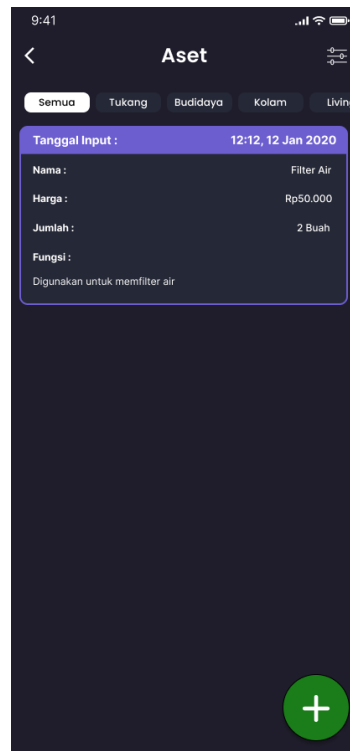 9:41
Aset
Semua Tukang Budidaya Kolam Livin
Tanggal Input : 12:12, 12 Jan 2020
Nama : Filter Air
Harga : Rp50.000
Jumlah : 2 Buah
Fungsi :
Digunakan untuk memfilter air